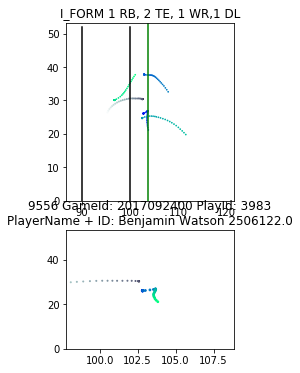 I_FORM 1 RB, 2 TE, 1 WR,1 DL
50
40
30
20
10
0
90 100 110 120
9556 GameId: 2017092400 PlayId: 3983
PlayerName + ID: Benjamin Watson 2506122.0
40
20
0
100.0 102.5 105.0 107.5